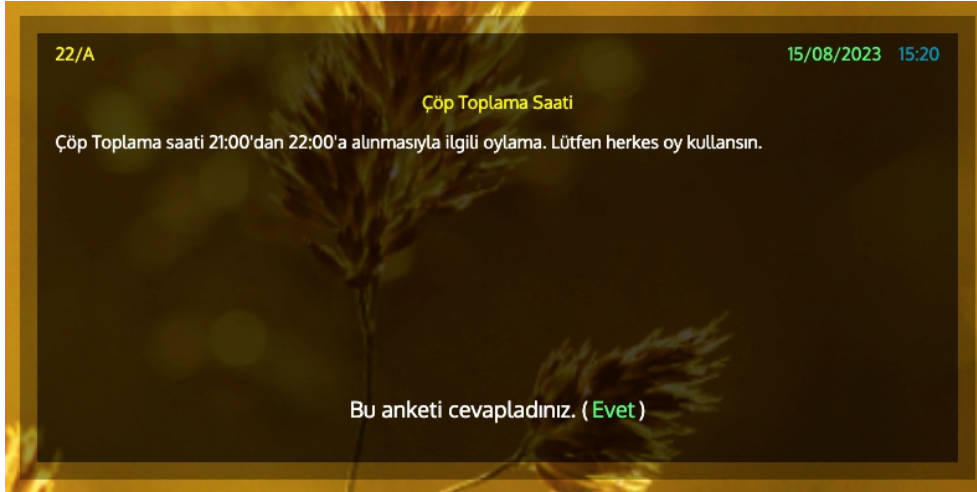 22/A 15/08/2023 15:20
Çöp Toplama Saati
Çöp Toplama saati 21:00'dan 22:00'a alınmasıyla ilgili oylama. Lütfen herkes oy kullansın.
Bu anketi cevapladınız. ( Evet )